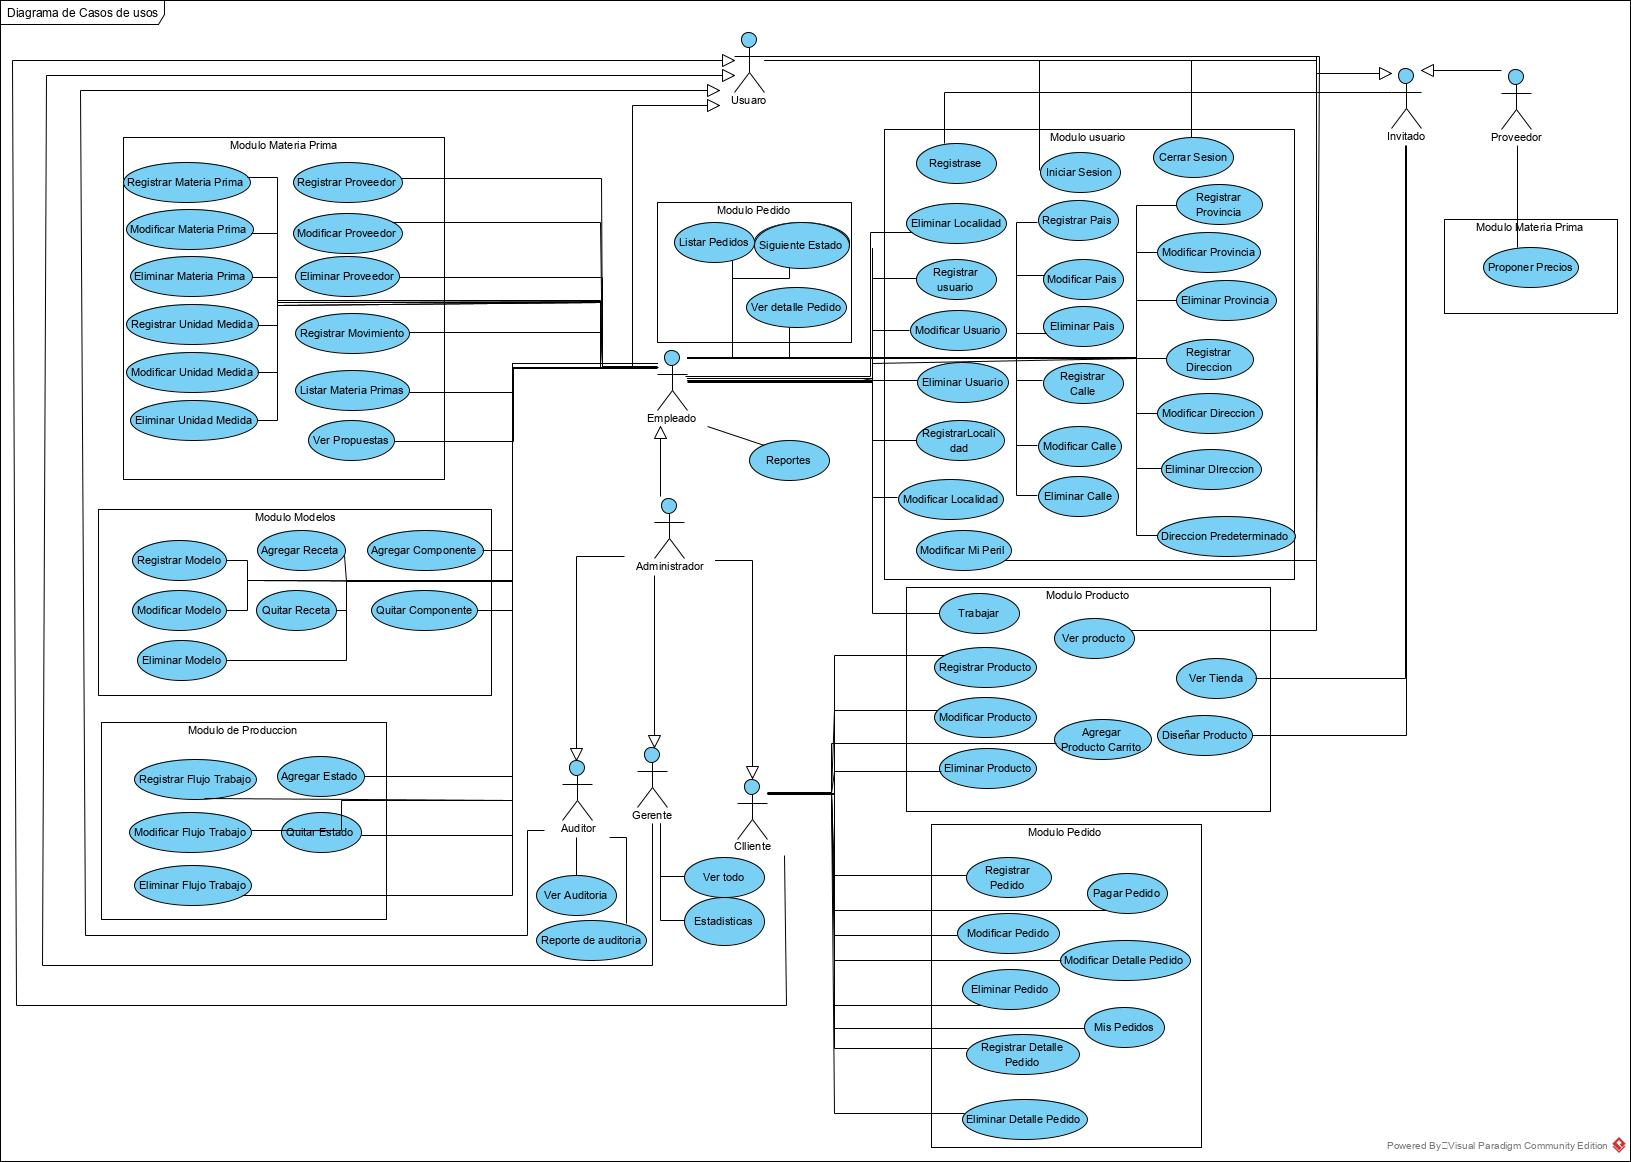 Diagrama de Casos de usos
Usuaro
Invitado
Proveedor
Modulo Materia Prima
Registrar Materia Prima
Registrar Proveedor
Modificar Materia Prima
Modificar Proveedor
Eliminar Materia Prima
Eliminar Proveedor
Registrar Unidad Medida
Registrar Movimiento
Modificar Unidad Medida
Listar Materia Primas
Eliminar Unidad Medida
Ver Propuestas
Modulo Pedido
Listar Pedidos
Siguiente Estado
Ver detalle Pedido
Modulo usuario
Registrase
Iniciar Sesion
Cerrar Sesion
Eliminar Localidad
Registrar Pais
Registrar
Provincia
Registrar
usuario
Modificar Pais
Modificar Provincia
Modificar Usuario
Eliminar Pais
Eliminar Provincia
Eliminar Usuario
Registrar
Calle
Registrar
Direccion
RegistrarLocali
dad
Modificar Calle
Modificar Direccion
Modificar Localidad
Eliminar Calle
Eliminar DIreccion
Modificar Mi Peril
Direccion Predeterminado
Modulo Materia Prima
Proponer Precios
Empleado
Reportes
Administrador
Modulo Modelos
Registrar Modelo
Agregar Receta
Agregar Componente
Modificar Modelo
Quitar Receta
Quitar Componente
Eliminar Modelo
Modulo Producto
Trabajar
Ver producto
Registrar Producto
Ver Tienda
Modificar Producto
Agregar
Producto Carrito
Diseñar Producto
Eliminar Producto
Modulo de Produccion
Registrar Flujo Trabajo
Agregar Estado
Modificar Flujo Trabajo
Quitar Estado
Eliminar Flujo Trabajo
Auditor
Gerente
Clliente
Ver Auditoria
Reporte de auditoria
Ver todo
Estadisticas
Modulo Pedido
Registrar
Pedido
Pagar Pedido
Modificar Pedido
Modificar Detalle Pedido
Eliminar Pedido
Mis Pedidos
Registrar Detalle
Pedido
Eliminar Detalle Pedido
Powered By Visual Paradigm Community Edition